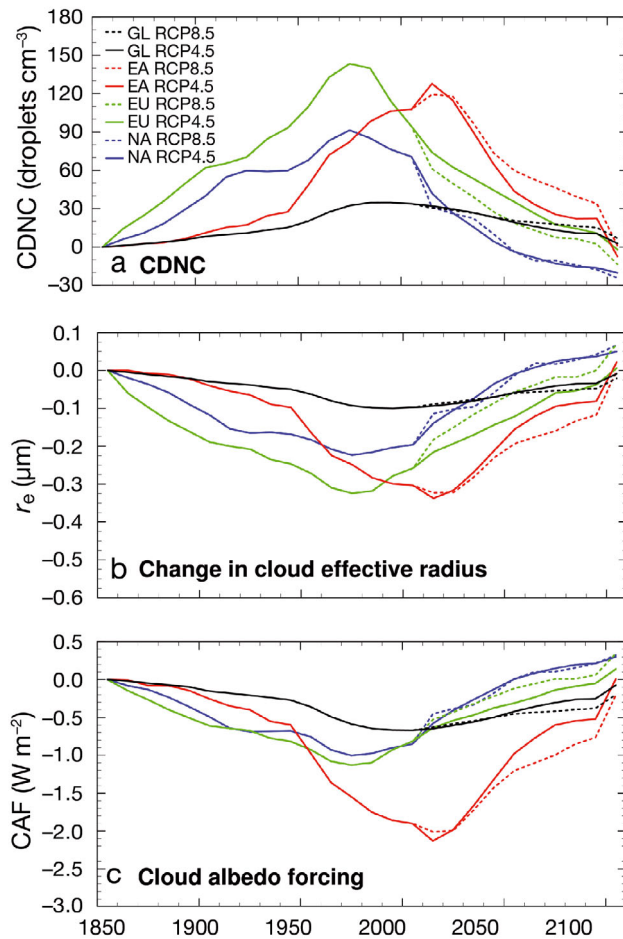 180
150
120
90
60
30
0
−30
CDNC (droplets cm−3)
GL RCP8.5
GL RCP4.5
EA RCP8.5
EA RCP4.5
EU RCP8.5
EU RCP4.5
NA RCP8.5
NA RCP4.5
a CDNC
0.1
0.0
−0.1
−0.2
−0.3
−0.4
−0.5
−0.6
re (μm)
b Change in cloud effective radius
0.5
0.0
−0.5
−1.0
−1.5
−2.0
−2.5
−3.0
CAF (W m−2)
c Cloud albedo forcing
1850 1900 1950 2000 2050 2100